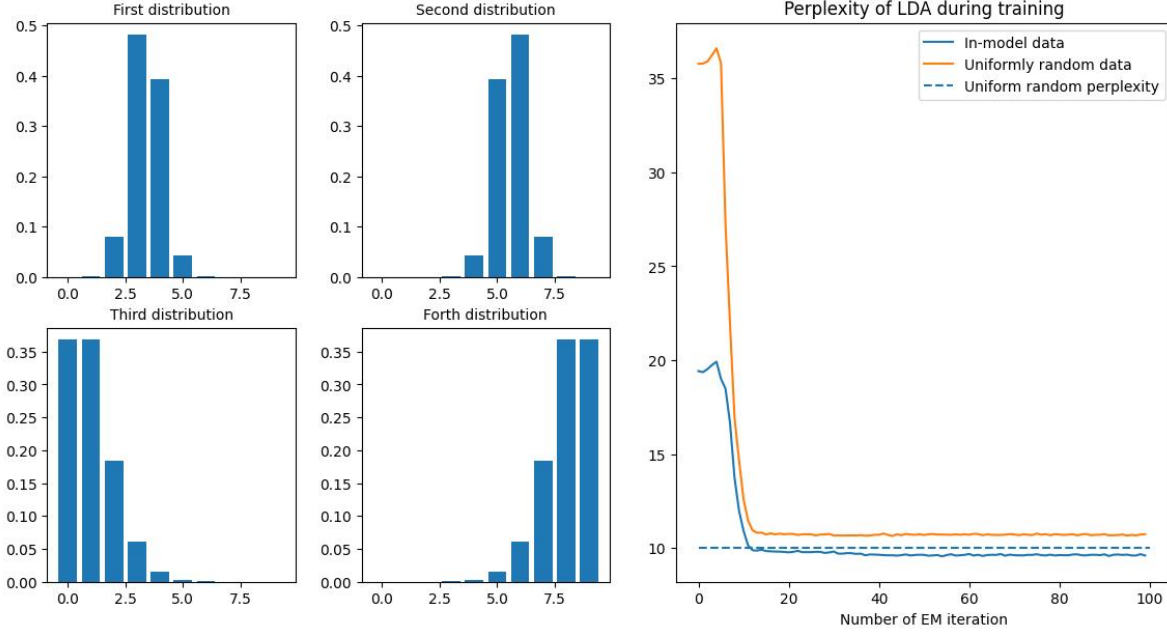 First distribution
0.5
0.4
0.3
0.2
0.1
0.0
0.0 2.5 5.0 7.5
Second distribution
0.5
0.4
0.3
0.2
0.1
0.0
0.0 2.5 5.0 7.5
Third distribution
0.35
0.30
0.25
0.20
0.15
0.10
0.05
0.00
0.0 2.5 5.0 7.5
Forth distribution
0.35
0.30
0.25
0.20
0.15
0.10
0.05
0.00
0.0 2.5 5.0 7.5
Perplexity of LDA during training
In-model data
Uniformly random data
Uniform random perplexity
35
30
25
20
15
10
0 20 40 60 80 100
Number of EM iteration